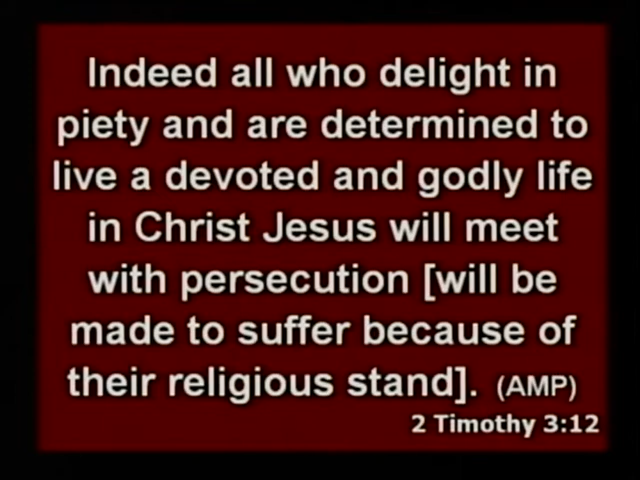 Indeed all who delight in
piety and are determined to
live a devoted and godly life
in Christ Jesus will meet
with persecution [will be
made to suffer because of
their religious stand]. (AMP)
2 Timothy 3:12